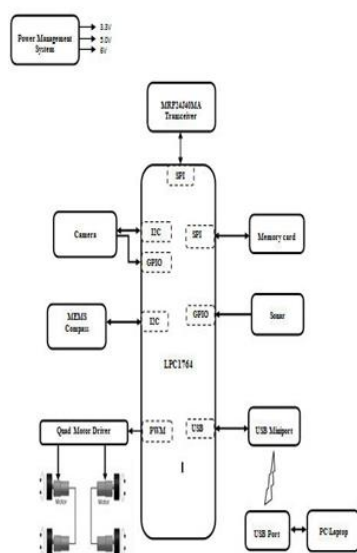 Power Management
System
3.3V
5.0V
6V
MRF24J40MA
Transceiver
SPI
Camera
I2C
GPIO
SPI
Memory card
MEMS
Compass
I2C
GPIO
Sonar
LPC1764
Quad Motor Driver
PWM
USB
USB Miniport
Motor
Motor
USB Port
PC/Laptop